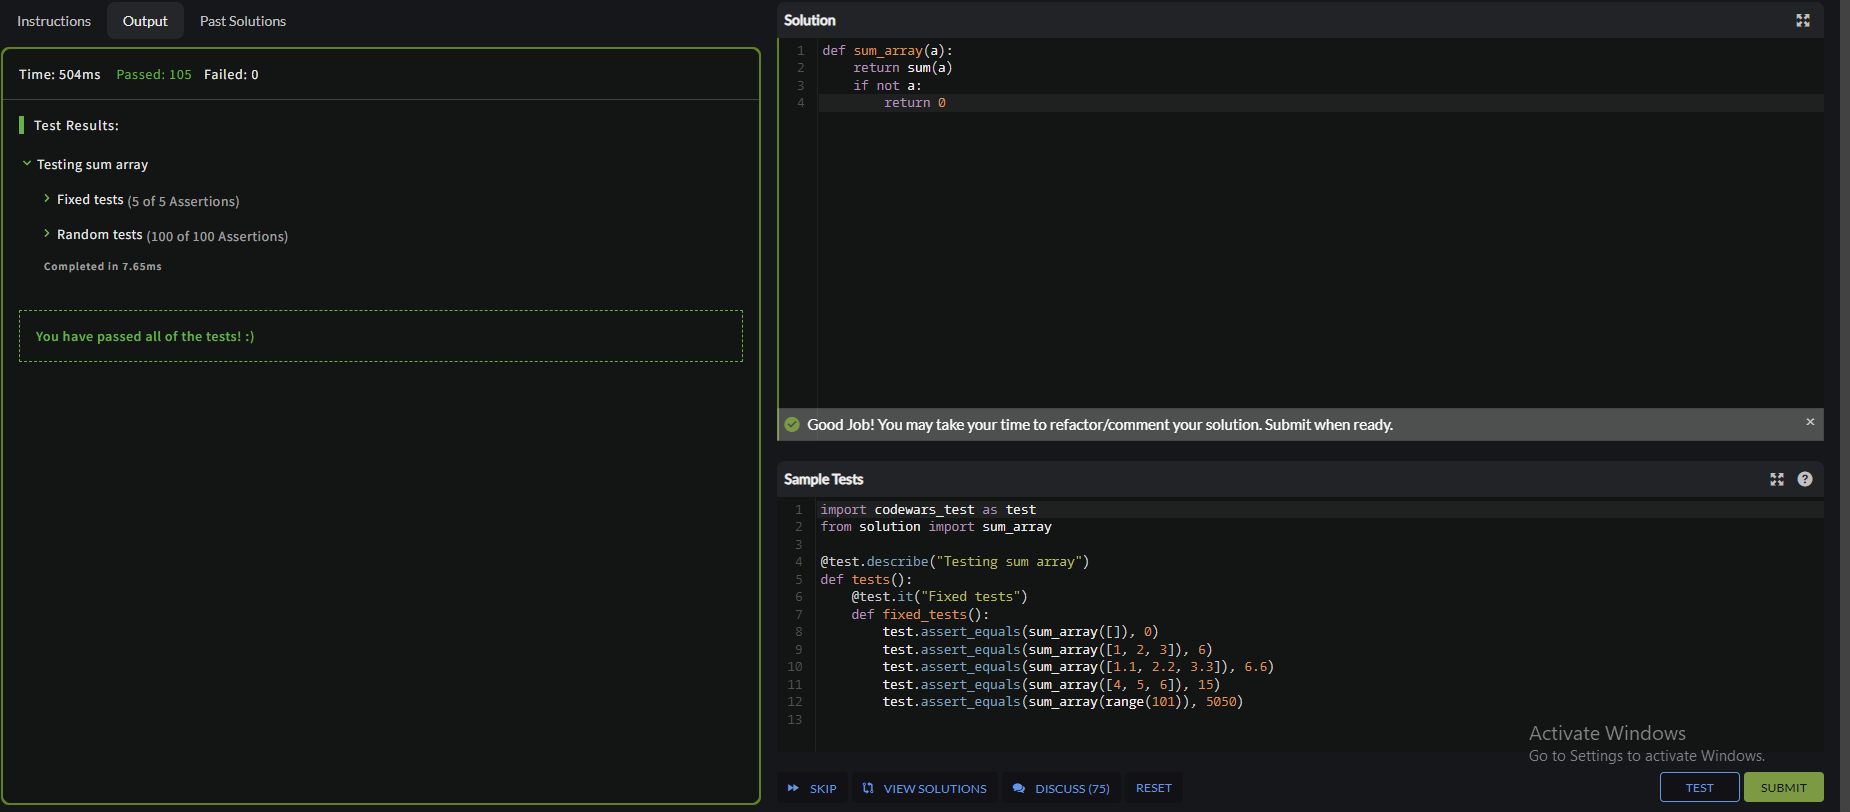 Instructions Output Past Solutions
Time: 504ms Passed: 105 Failed: 0
Test Results:
Testing sum array
Fixed tests (5 of 5 Assertions)
Random tests (100 of 100 Assertions)
Completed in 7.65ms
You have passed all of the tests! :)
Solution
1 def sum_array(a):
2     return sum(a)
3     if not a:
4         return 0
Good Job! You may take your time to refactor/comment your solution. Submit when ready.
Sample Tests
1 import codewars_test as test
2 from solution import sum_array
3
4 @test.describe("Testing sum array")
5 def tests():
6     @test.it("Fixed tests")
7     def fixed_tests():
8         test.assert_equals(sum_array([]), 0)
9         test.assert_equals(sum_array([1, 2, 3]), 6)
10         test.assert_equals(sum_array([1.1, 2.2, 3.3]), 6.6)
11         test.assert_equals(sum_array([4, 5, 6]), 15)
12         test.assert_equals(sum_array(range(101)), 5050)
13
Activate Windows
Go to Settings to activate Windows.
SKIP VIEW SOLUTIONS DISCUSS (75) RESET TEST SUBMIT